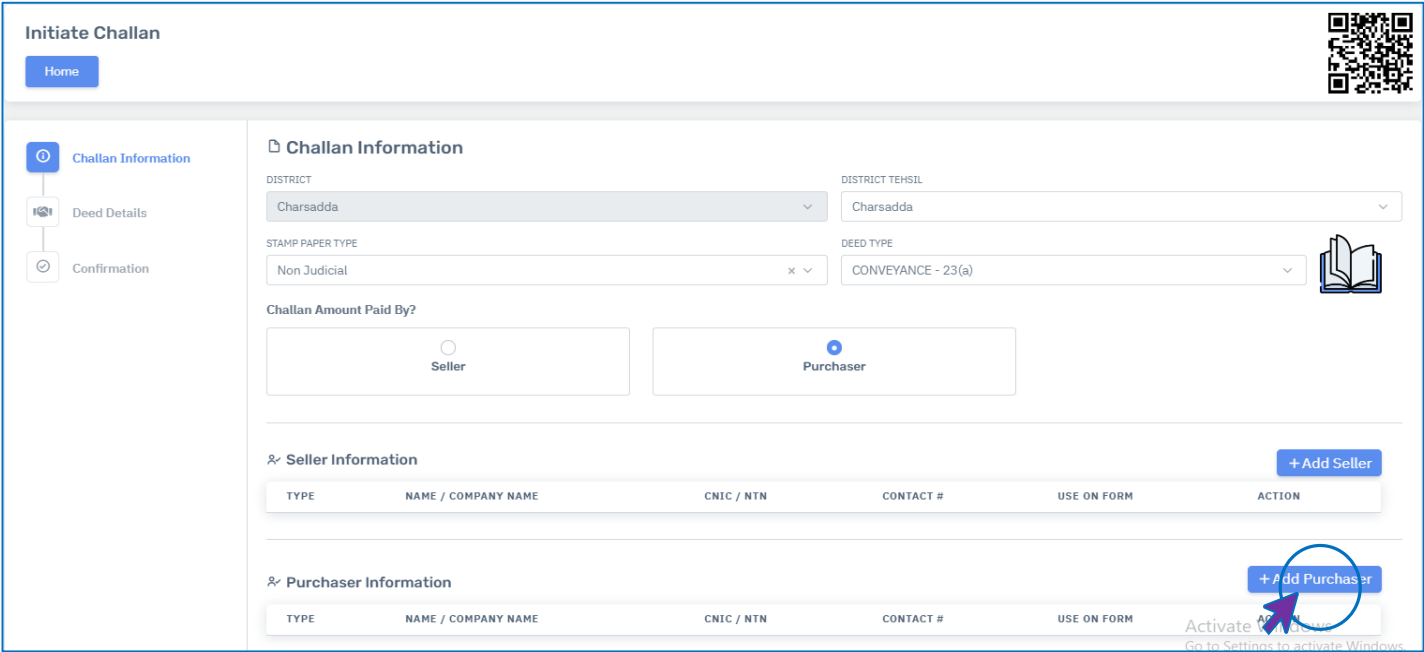 Initiate Challan
Home
Challan Information
Deed Details
Confirmation
Challan Information
DISTRICT DISTRICT TEHSIL
Charsadda Charsadda
STAMP PAPER TYPE DEED TYPE
Non Judicial × CONVEYANCE - 23(a)
Challan Amount Paid By?
Seller Purchaser
Seller Information +Add Seller
TYPE NAME / COMPANY NAME CNIC / NTN CONTACT # USE ON FORM ACTION
Purchaser Information +Add Purchaser
TYPE NAME / COMPANY NAME CNIC / NTN CONTACT # USE ON FORM ACTION
Activate Windows
Go to Settings to activate Windows.